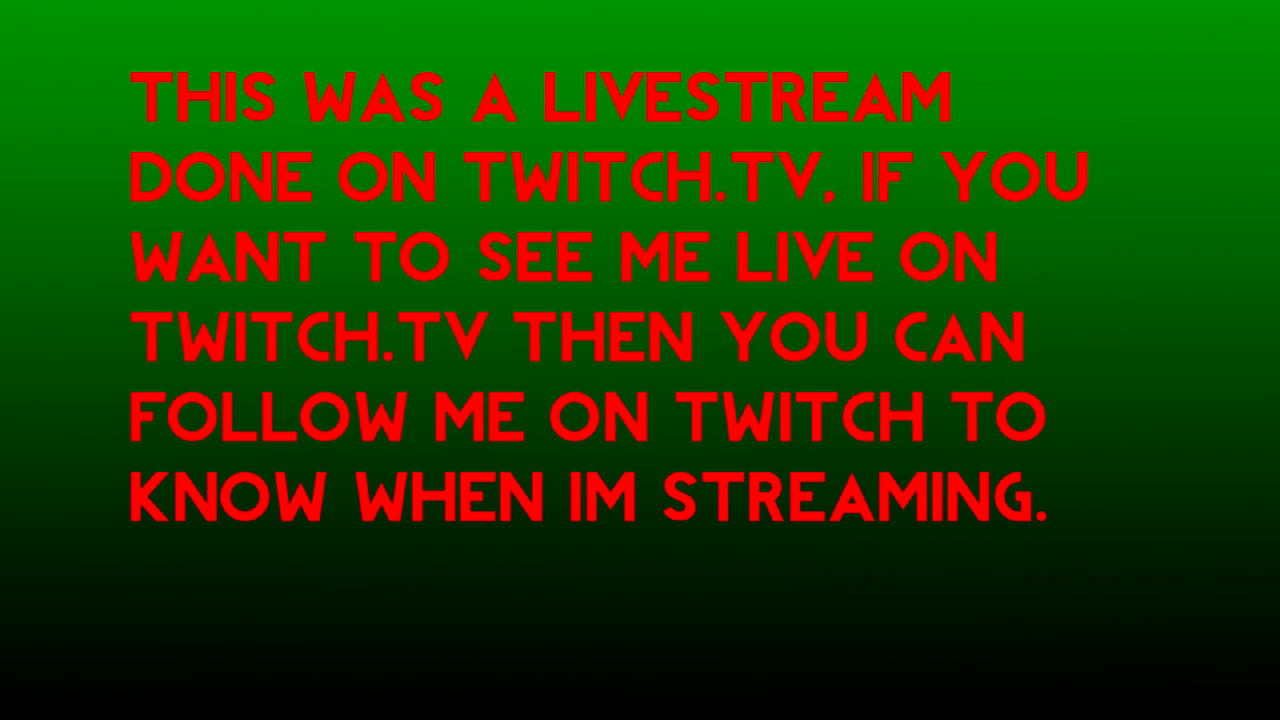 THIS WAS A LIVESTREAM
DONE ON TWITCH.TV, IF YOU
WANT TO SEE ME LIVE ON
TWITCH.TV THEN YOU CAN
FOLLOW ME ON TWITCH TO
KNOW WHEN IM STREAMING.